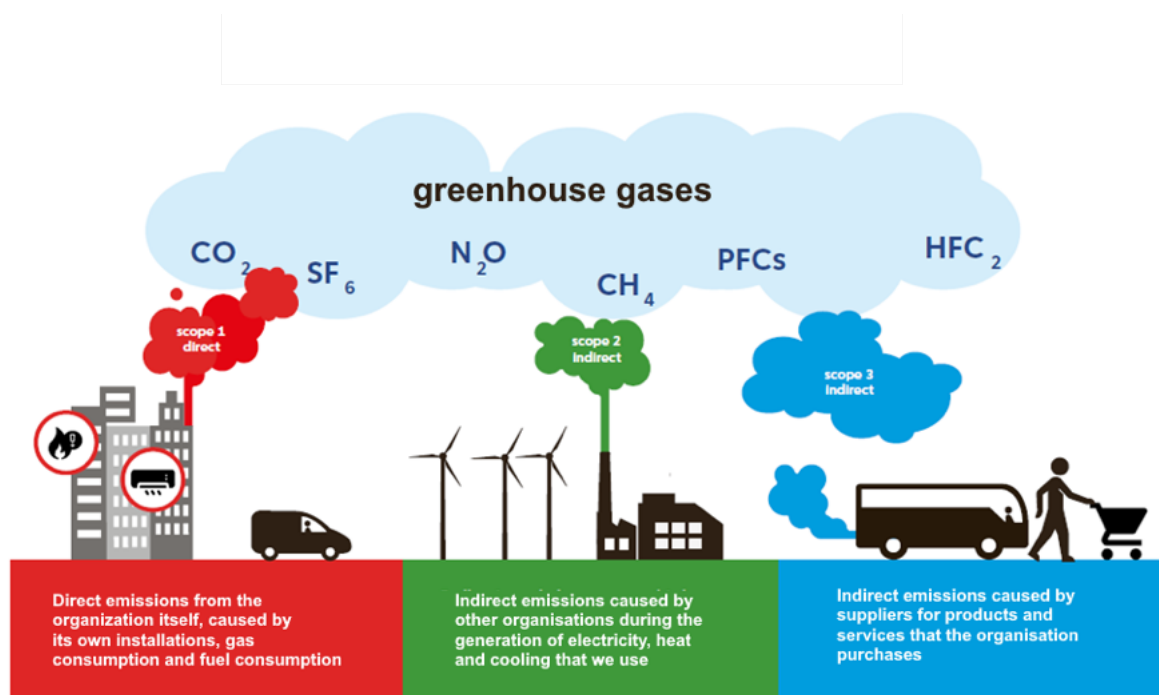 greenhouse gases
CO2
SF6
N2O
CH4
PFCs
HFC2
scope 1
direct
scope 2
indirect
scope 3
indirect
Direct emissions from the
organization itself, caused by
its own installations, gas
consumption and fuel consumption
Indirect emissions caused by
other organisations during the
generation of electricity, heat
and cooling that we use
Indirect emissions caused by
suppliers for products and
services that the organisation
purchases